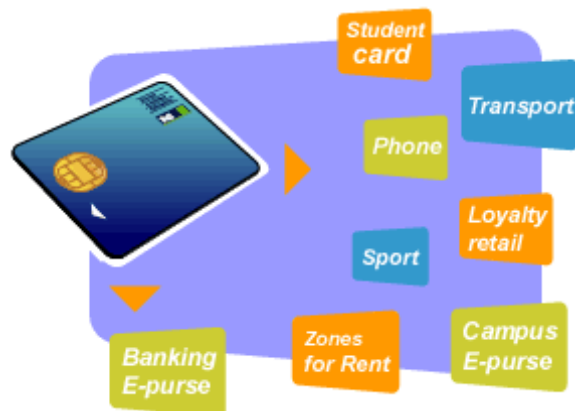 Student
card
Transport
Phone
Loyalty
retail
Sport
Banking
E-purse
Zones
for Rent
Campus
E-purse